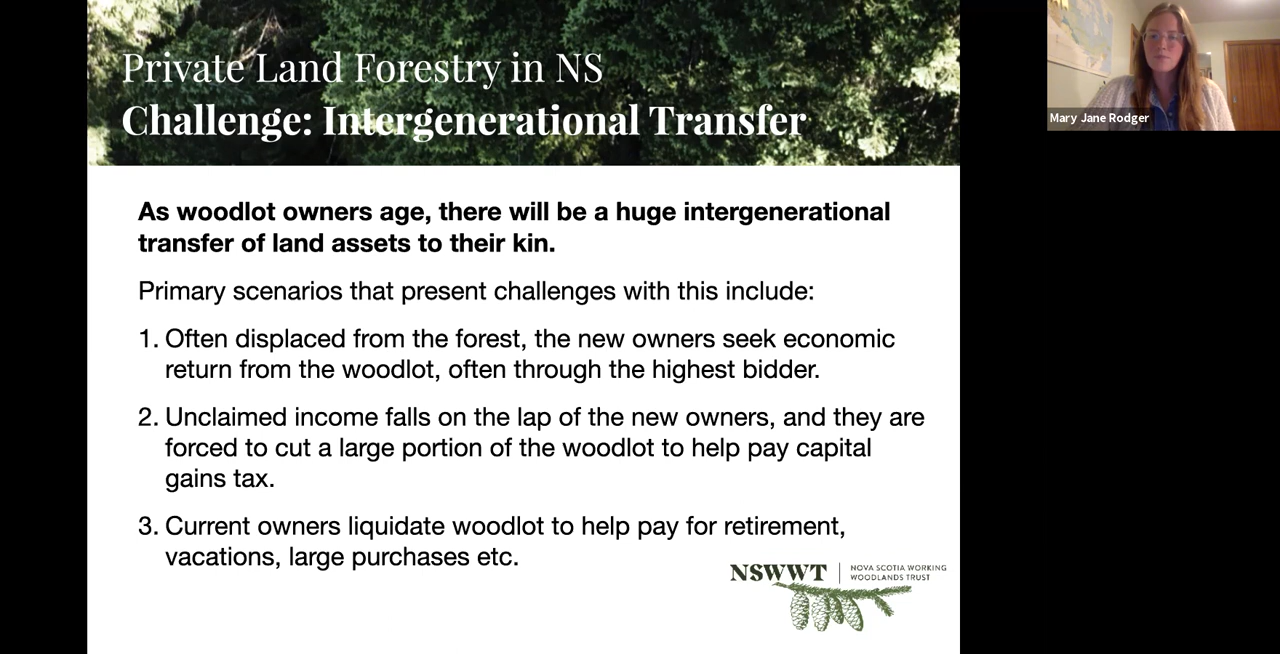 Private Land Forestry in NS
Challenge: Intergenerational Transfer
Mary Jane Rodger
As woodlot owners age, there will be a huge intergenerational
transfer of land assets to their kin.
Primary scenarios that present challenges with this include:
1. Often displaced from the forest, the new owners seek economic
return from the woodlot, often through the highest bidder.
2. Unclaimed income falls on the lap of the new owners, and they are
forced to cut a large portion of the woodlot to help pay capital
gains tax.
3. Current owners liquidate woodlot to help pay for retirement,
vacations, large purchases etc.
NSWWT
NOVA SCOTIA WORKING
WOODLANDS TRUST